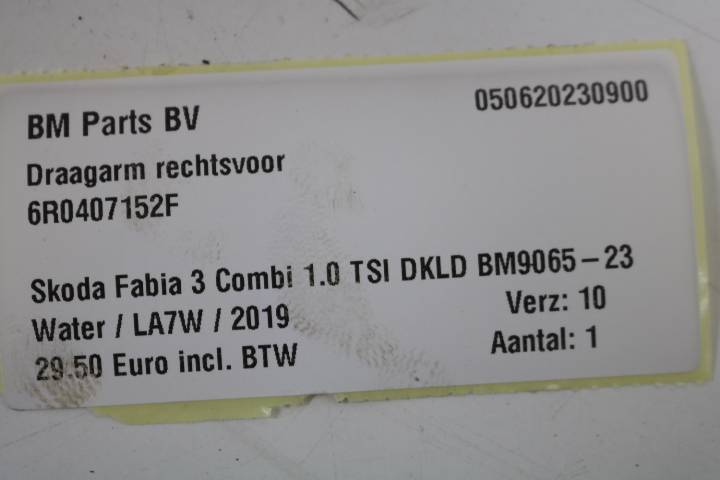 BM Parts BV
050620230900
Draagarm rechtsvoor
6R0407152F
Skoda Fabia 3 Combi 1.0 TSI DKLD BM9065-23
Water / LA7W / 2019
Verz: 10
29.50 Euro incl. BTW
Aantal: 1